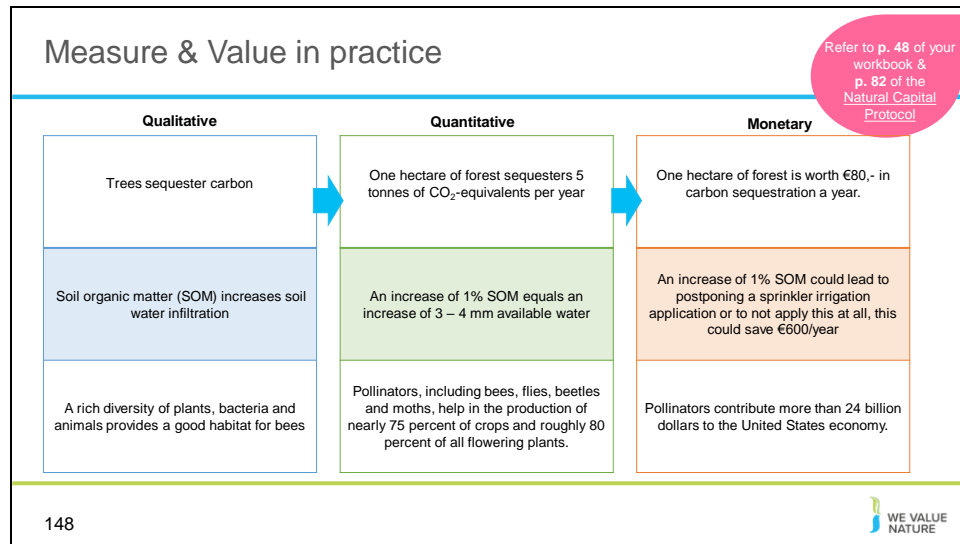 Measure & Value in practice
Refer to p. 48 of your
workbook &
p. 82 of the
Natural Capital
Protocol
Qualitative
Quantitative
Monetary
Trees sequester carbon
One hectare of forest sequesters 5
tonnes of CO₂-equivalents per year
One hectare of forest is worth €80,- in
carbon sequestration a year.
Soil organic matter (SOM) increases soil
water infiltration
An increase of 1% SOM equals an
increase of 3 – 4 mm available water
An increase of 1% SOM could lead to
postponing a sprinkler irrigation
application or to not apply this at all, this
could save €600/year
A rich diversity of plants, bacteria and
animals provides a good habitat for bees
Pollinators, including bees, flies, beetles
and moths, help in the production of
nearly 75 percent of crops and roughly 80
percent of all flowering plants.
Pollinators contribute more than 24 billion
dollars to the United States economy.
148
WE VALUE
NATURE